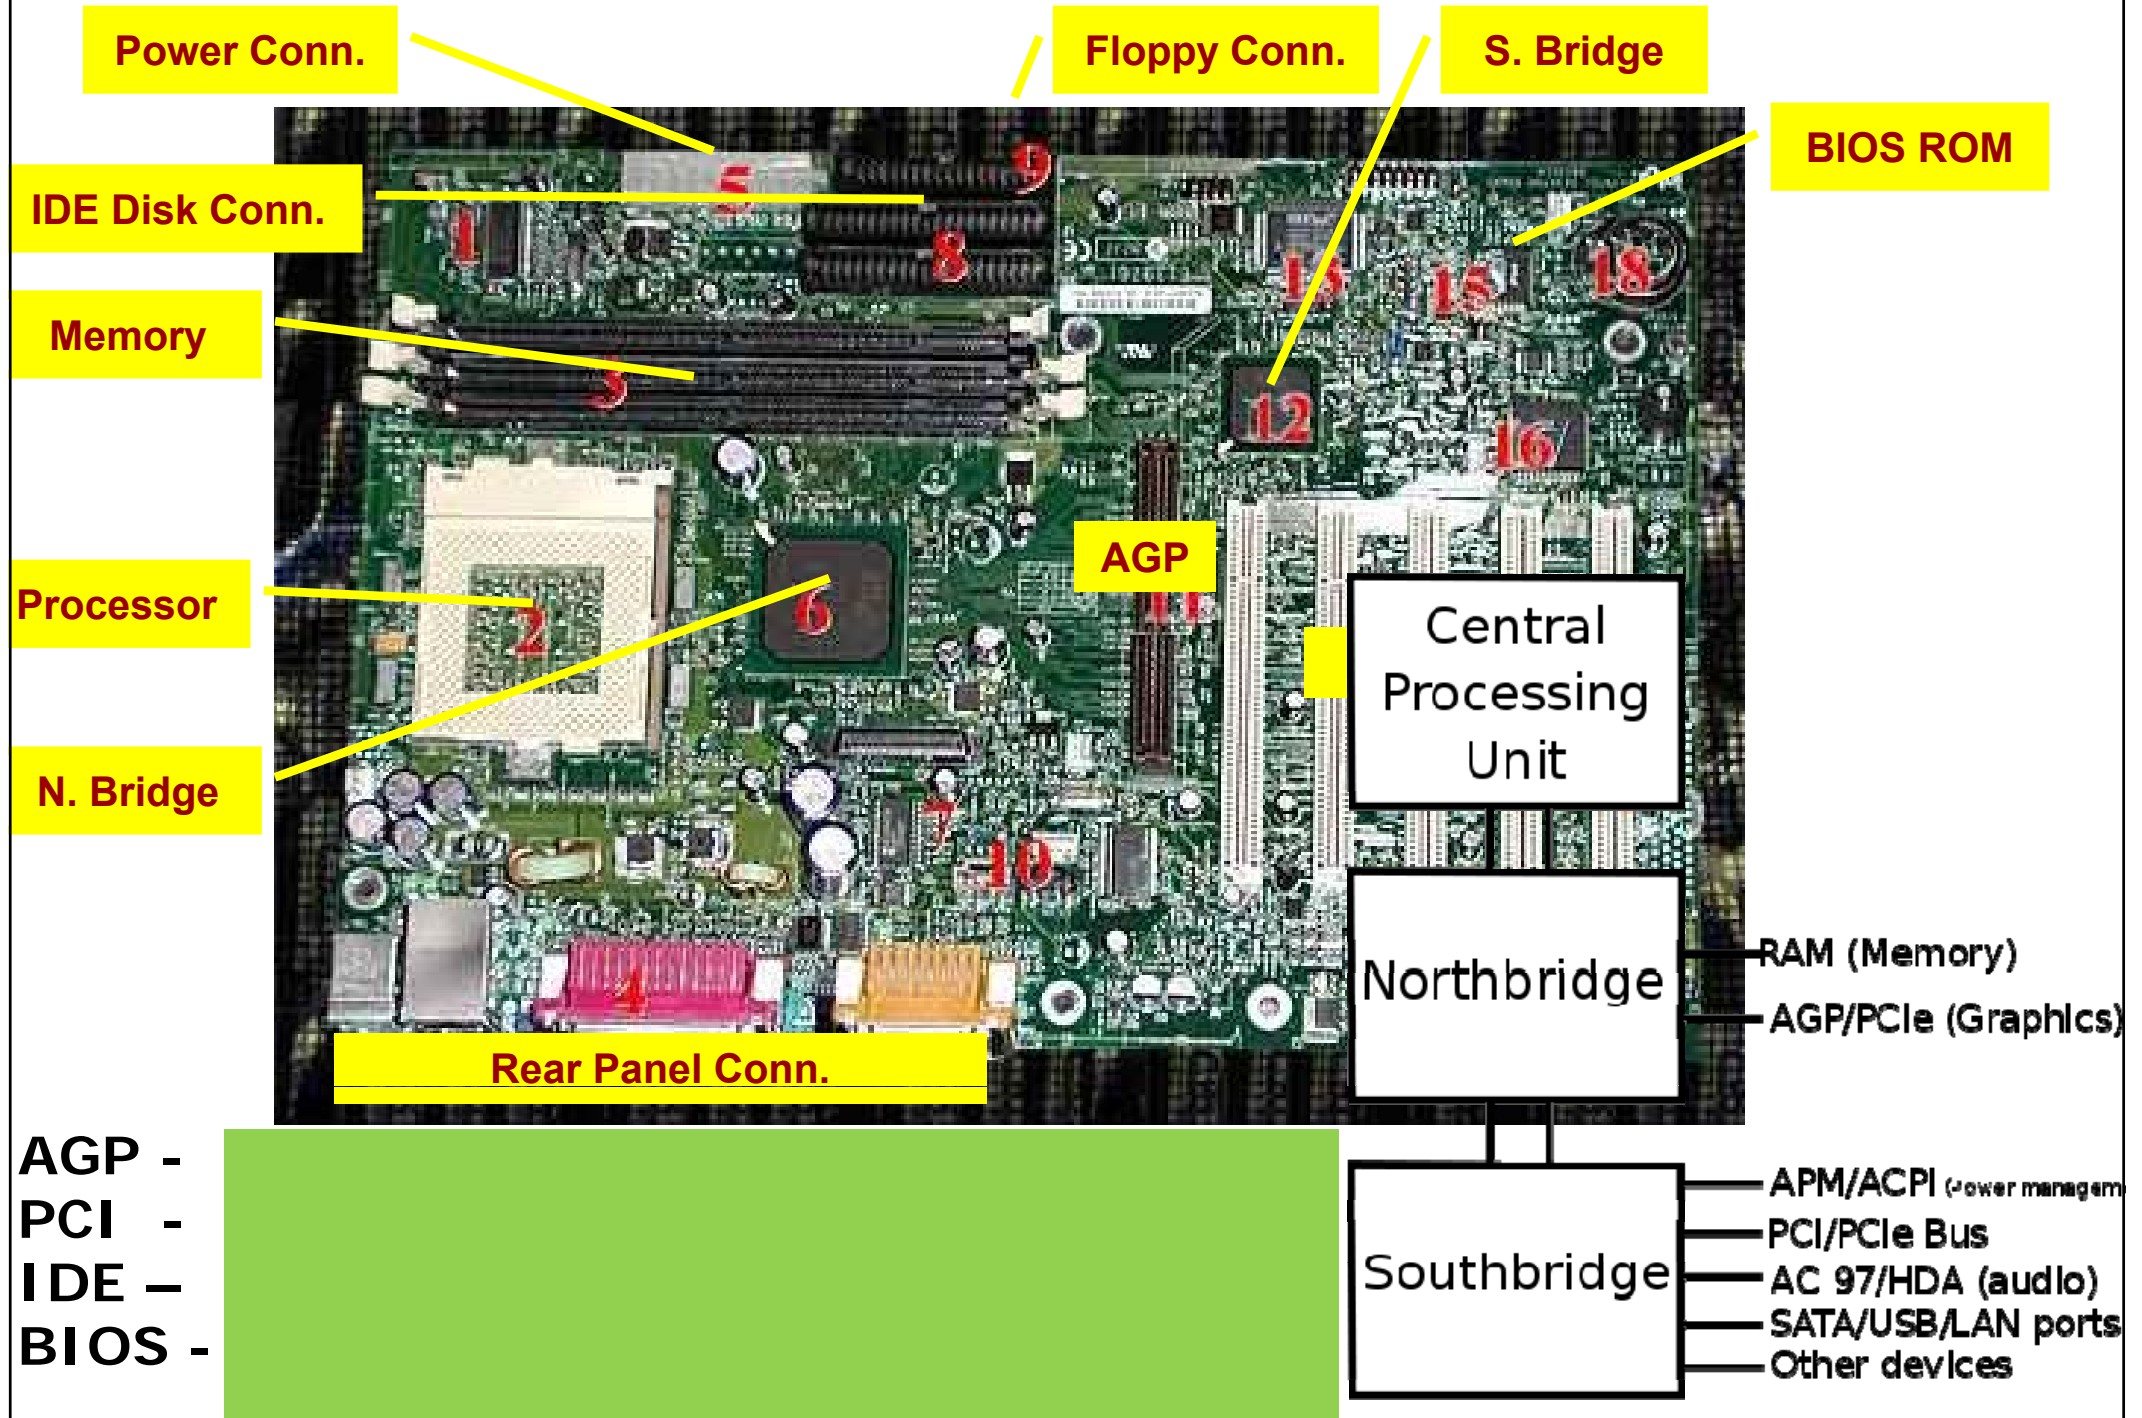 Power Conn.
Floppy Conn.
S. Bridge
BIOS ROM
IDE Disk Conn.
Memory
Processor
N. Bridge
AGP
Rear Panel Conn.
1
2
3
4
5
6
7
8
9
10
11
12
13
15
16
18
Central
Processing
Unit
Northbridge
RAM (Memory)
AGP/PCIe (Graphics)
Southbridge
APM/ACPI
PCI/PCIe Bus
AC 97/HDA (audio)
SATA/USB/LAN ports
Other devices
AGP -
PCI -
IDE –
BIOS -